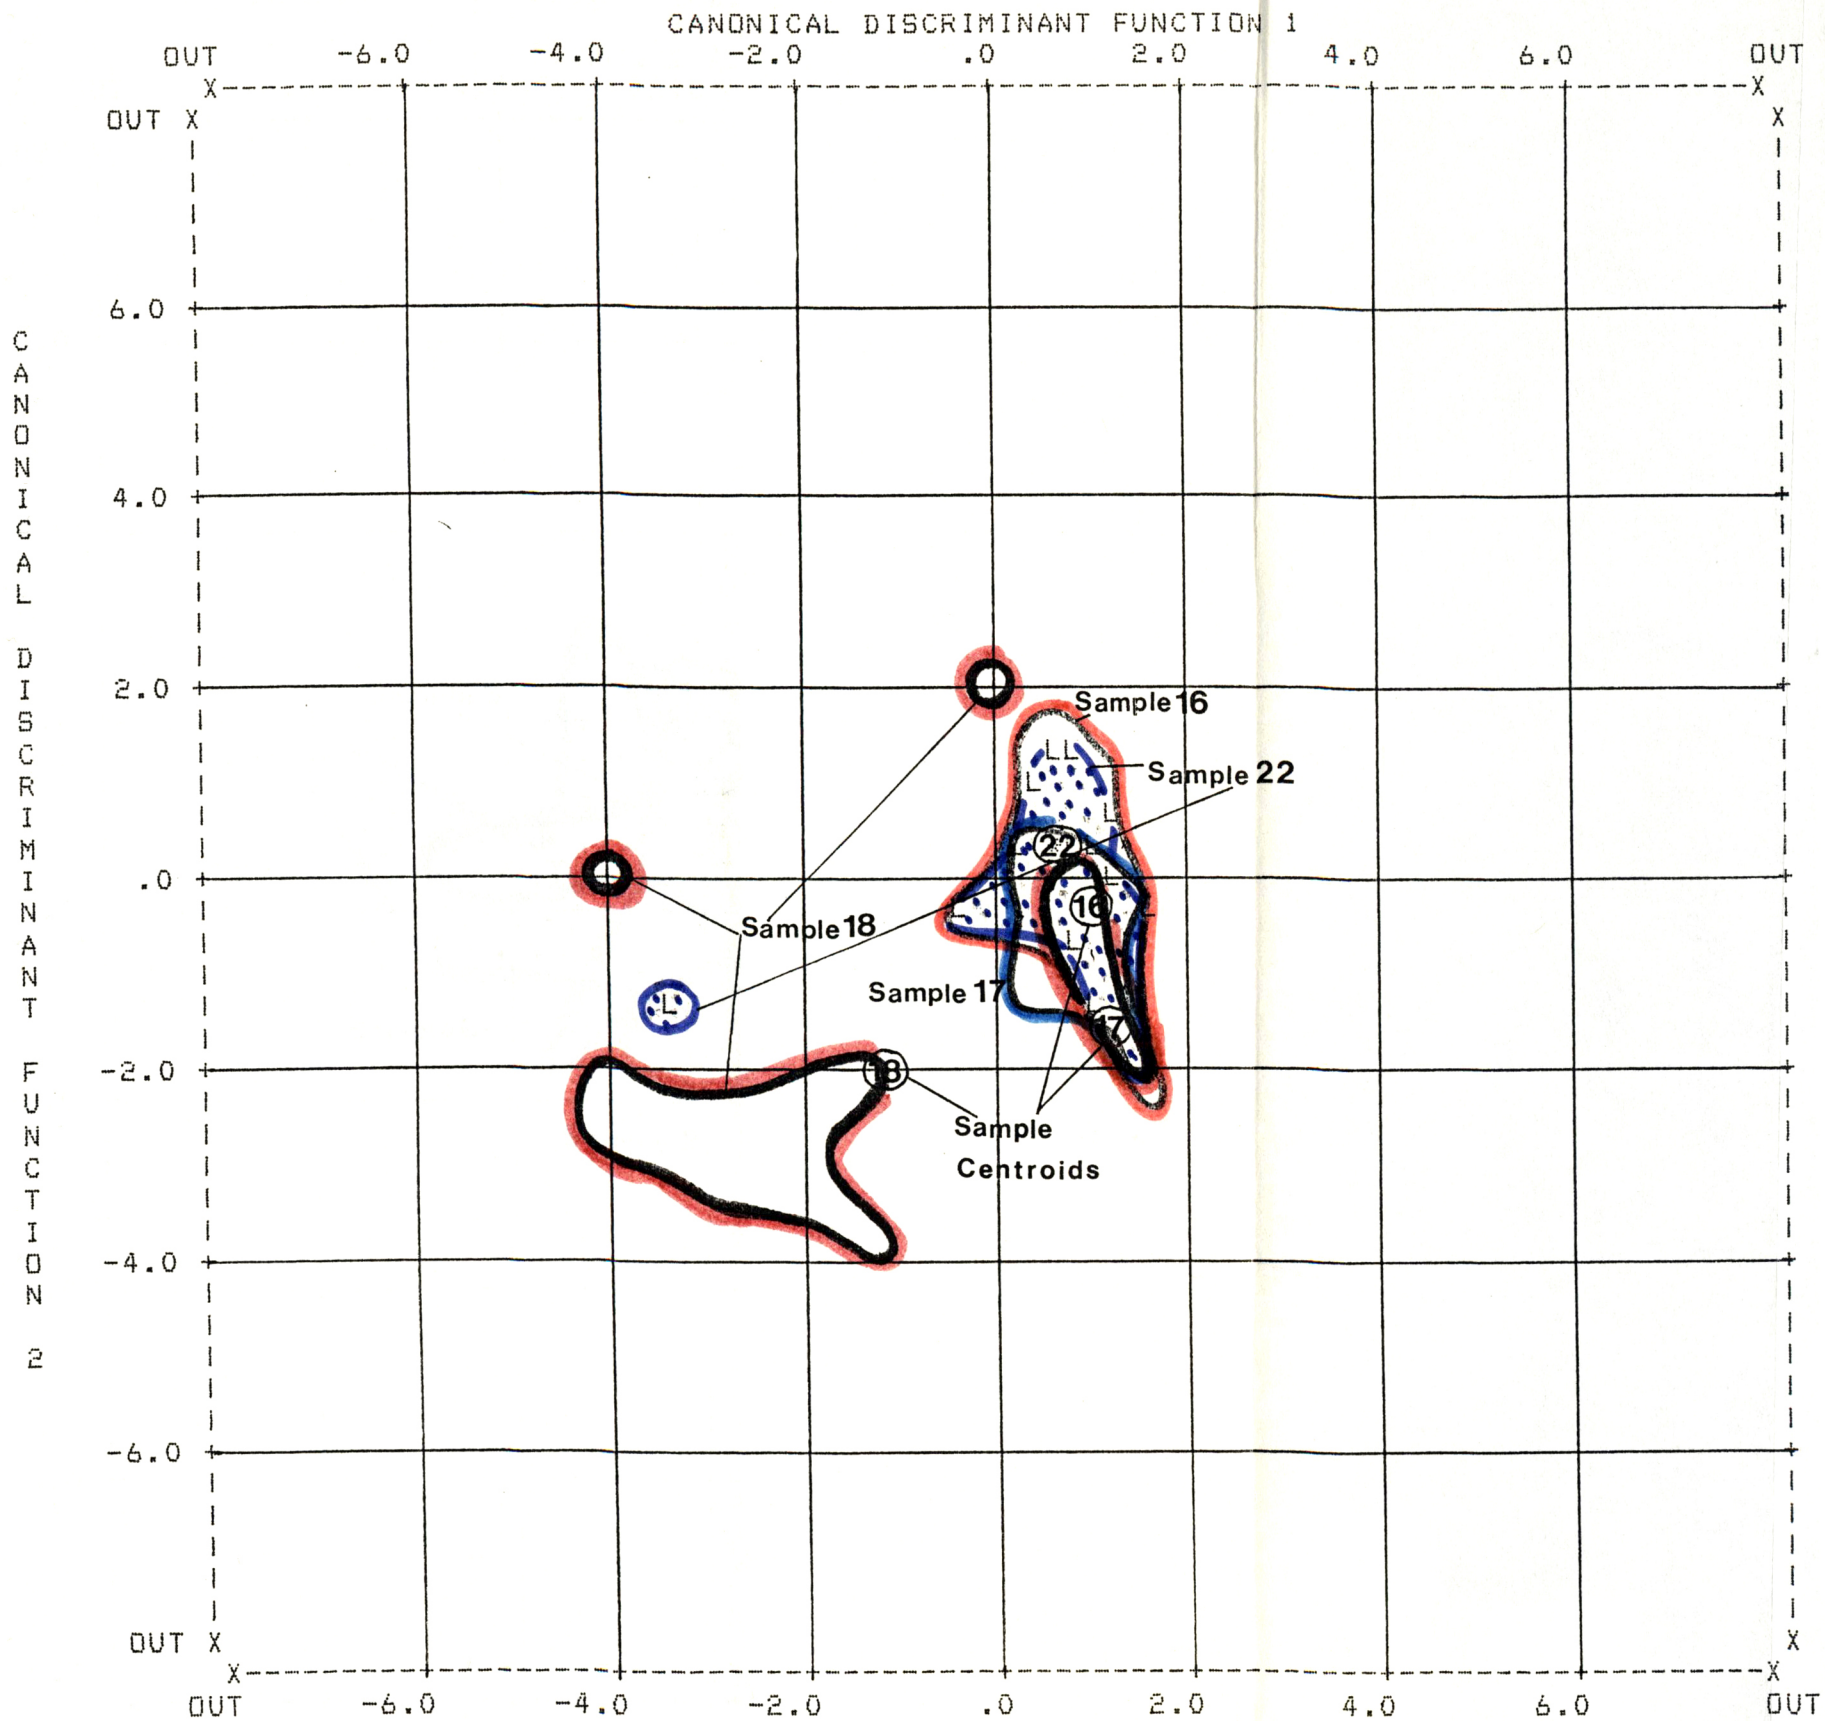 CANONICAL DISCRIMINANT FUNCTION 1
OUT -6.0 -4.0 -2.0 .0 2.0 4.0 6.0 OUT
X X
OUT X X
6.0
4.0
2.0
.0
-2.0
-4.0
-6.0
OUT X X
X X
OUT -6.0 -4.0 -2.0 .0 2.0 4.0 6.0 OUT
CANONICAL DISCRIMINANT FUNCTION 2
Sample 16
LL
Sample 22
L
L
22
16
L
Sample 18
L
Sample 17
17
18
Sample
Centroids